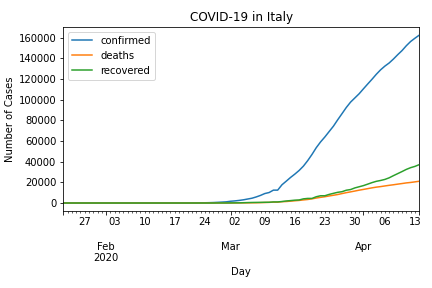 COVID-19 in Italy
confirmed
deaths
recovered
160000
140000
120000
100000
80000
60000
40000
20000
0
Number of Cases
27 03 10 17 24 02 09 16 23 30 06 13
Feb Mar Apr
2020
Day